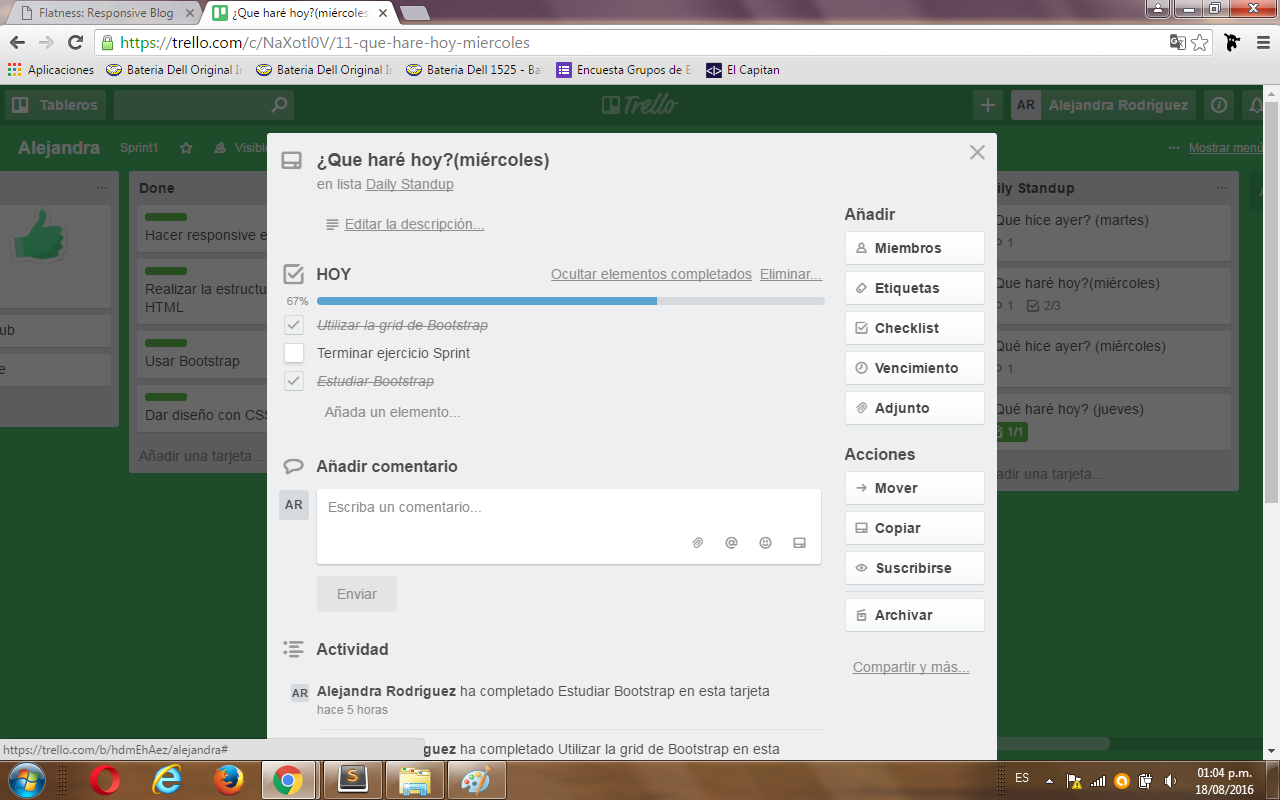 Flatness: Responsive Blog
¿Que haré hoy?(miércoles
https://trello.com/c/NaXotl0V/11-que-hare-hoy-miercoles
Aplicaciones
Bateria Dell Original In
Bateria Dell Original In
Bateria Dell 1525 - Bat
Encuesta Grupos de E
El Capitan
Tableros
Trello
AR
Alejandra Rodríguez
Alejandra
Sprint1
Visible
Mostrar menú
Done
Hacer responsive e
Realizar la estructu
HTML
Usar Bootstrap
Dar diseño con CSS
Añadir una tarjeta...
ub
e
¿Que haré hoy?(miércoles)
en lista Daily Standup
Editar la descripción...
HOY
Ocultar elementos completados
Eliminar...
67%
Utilizar la grid de Bootstrap
Terminar ejercicio Sprint
Estudiar Bootstrap
Añada un elemento...
Añadir comentario
AR
Escriba un comentario...
Enviar
Actividad
AR
Alejandra Rodríguez ha completado Estudiar Bootstrap en esta tarjeta
hace 5 horas
guez ha completado Utilizar la grid de Bootstrap en esta
Añadir
Miembros
Etiquetas
Checklist
Vencimiento
Adjunto
Acciones
Mover
Copiar
Suscribirse
Archivar
Compartir y más...
ily Standup
Que hice ayer? (martes)
1
Que haré hoy?(miércoles)
1
2/3
Qué hice ayer? (miércoles)
1
Qué haré hoy? (jueves)
1/1
adir una tarjeta...
https://trello.com/b/hdmEhAez/alejandra#
ES
01:04 p.m.
18/08/2016